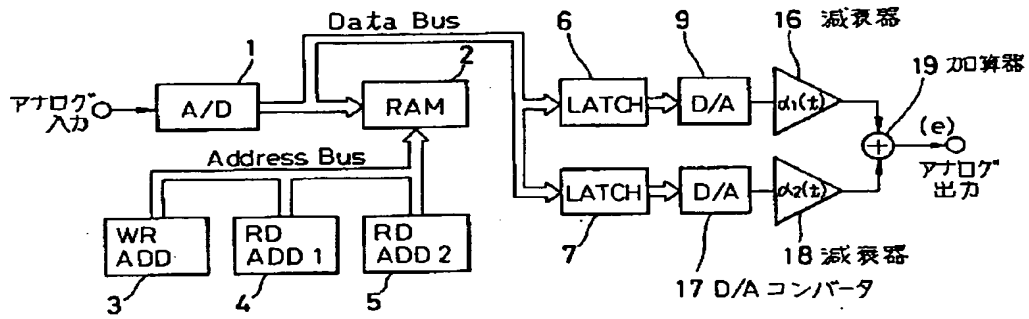 Data Bus
1
2
6
9
16 減衰器
アナログ
入力
A/D
RAM
LATCH
D/A
α1(t)
19 加算器
(e)
アナログ
出力
Address Bus
WR
ADD
RD
ADD 1
RD
ADD 2
LATCH
D/A
α2(t)
3
4
5
7
17 D/A コンバータ
18 減衰器